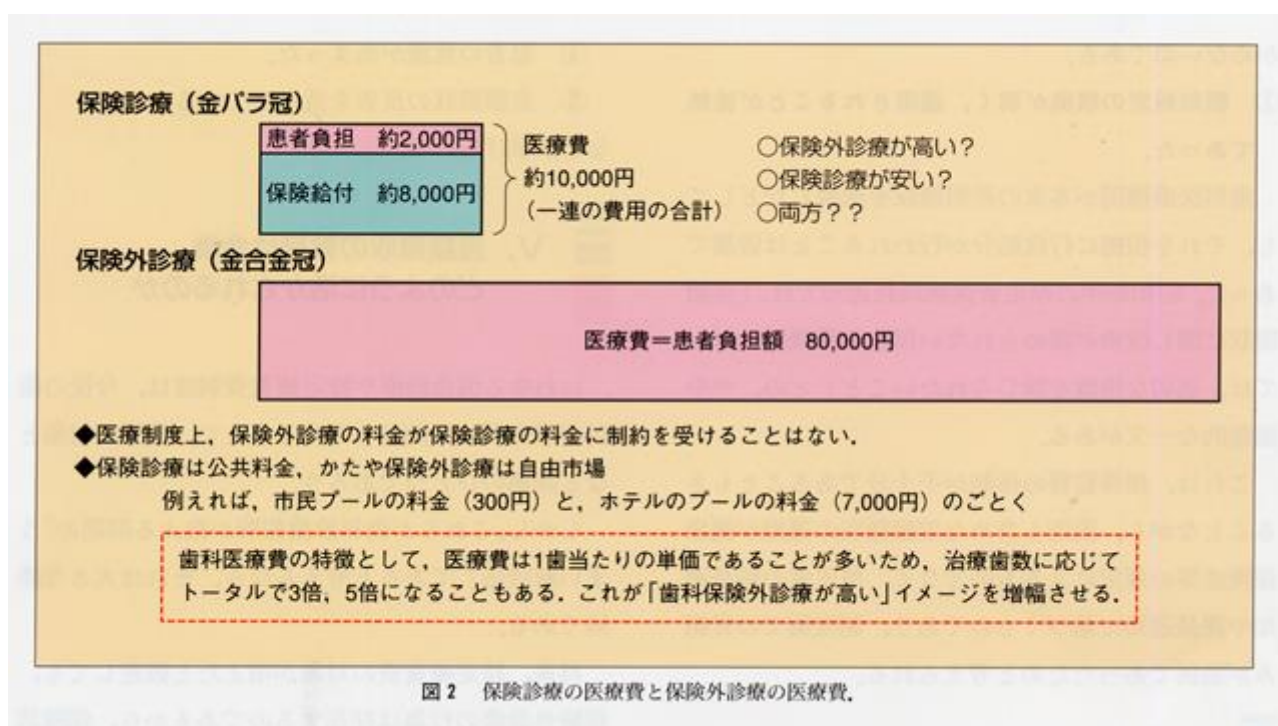 保険診療（金パラ冠）
患者負担　約2,000円
保険給付　約8,000円
医療費
約10,000円
（一連の費用の合計）
○保険外診療が高い？
○保険診療が安い？
○両方？？
保険外診療（金合金冠）
医療費＝患者負担額　80,000円
◆医療制度上，保険外診療の料金が保険診療の料金に制約を受けることはない．
◆保険診療は公共料金，かたや保険外診療は自由市場
例えれば，市民プールの料金（300円）と，ホテルのプールの料金（7,000円）のごとく
歯科医療費の特徴として，医療費は1歯当たりの単価であることが多いため，治療歯数に応じて
トータルで3倍，5倍になることもある．これが「歯科保険外診療が高い」イメージを増幅させる．
図2　保険診療の医療費と保険外診療の医療費．